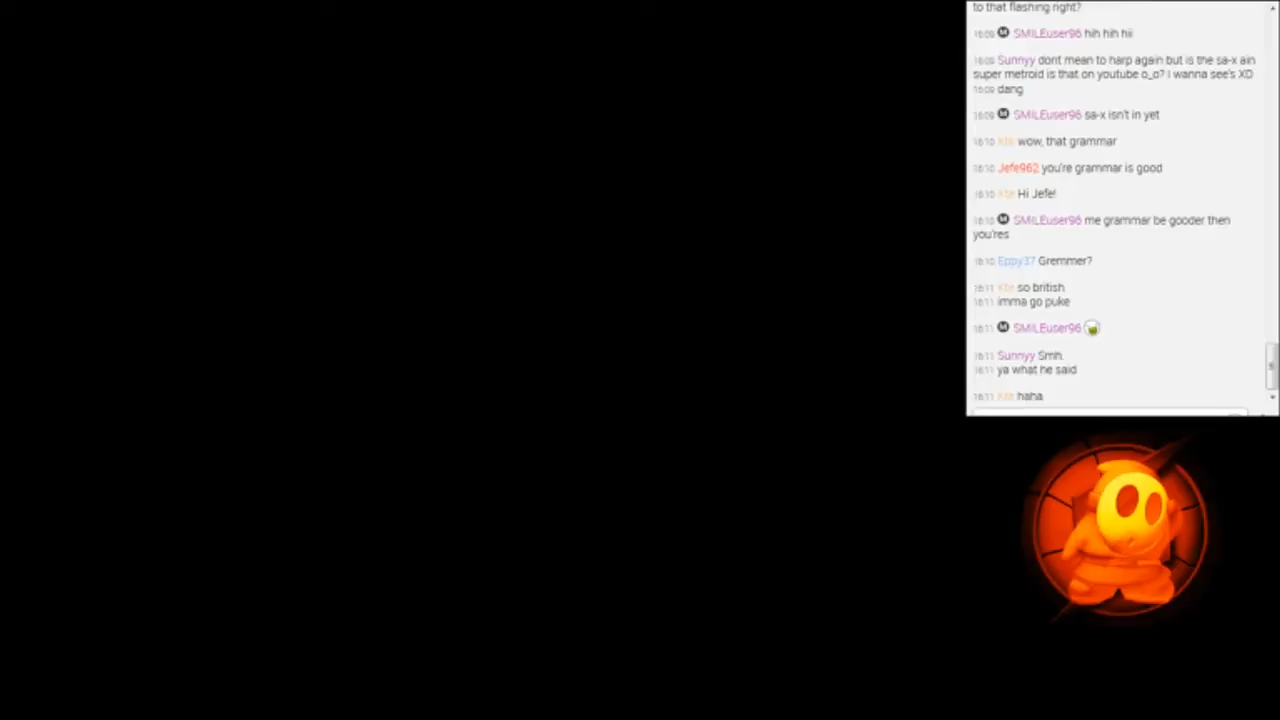 to that flashing right?
16:09 M SMILEuser96 hih hih hii
16:09 Sunnyy dont mean to harp again but is the sa-x ain
super metroid is that on youtube o_o? I wanna see's XD
16:09 dang
16:09 M SMILEuser96 sa-x isn't in yet
16:10 wow, that grammar
16:10 Jefe962 you're grammar is good
16:10 Hi Jefe!
16:10 M SMILEuser96 me grammar be gooder then
you'res
16:10 Eppy37 Gremmer?
16:11 so british
16:11 imma go puke
16:11 M SMILEuser96
16:11 Sunnyy Smh.
16:11 ya what he said
16:11 haha